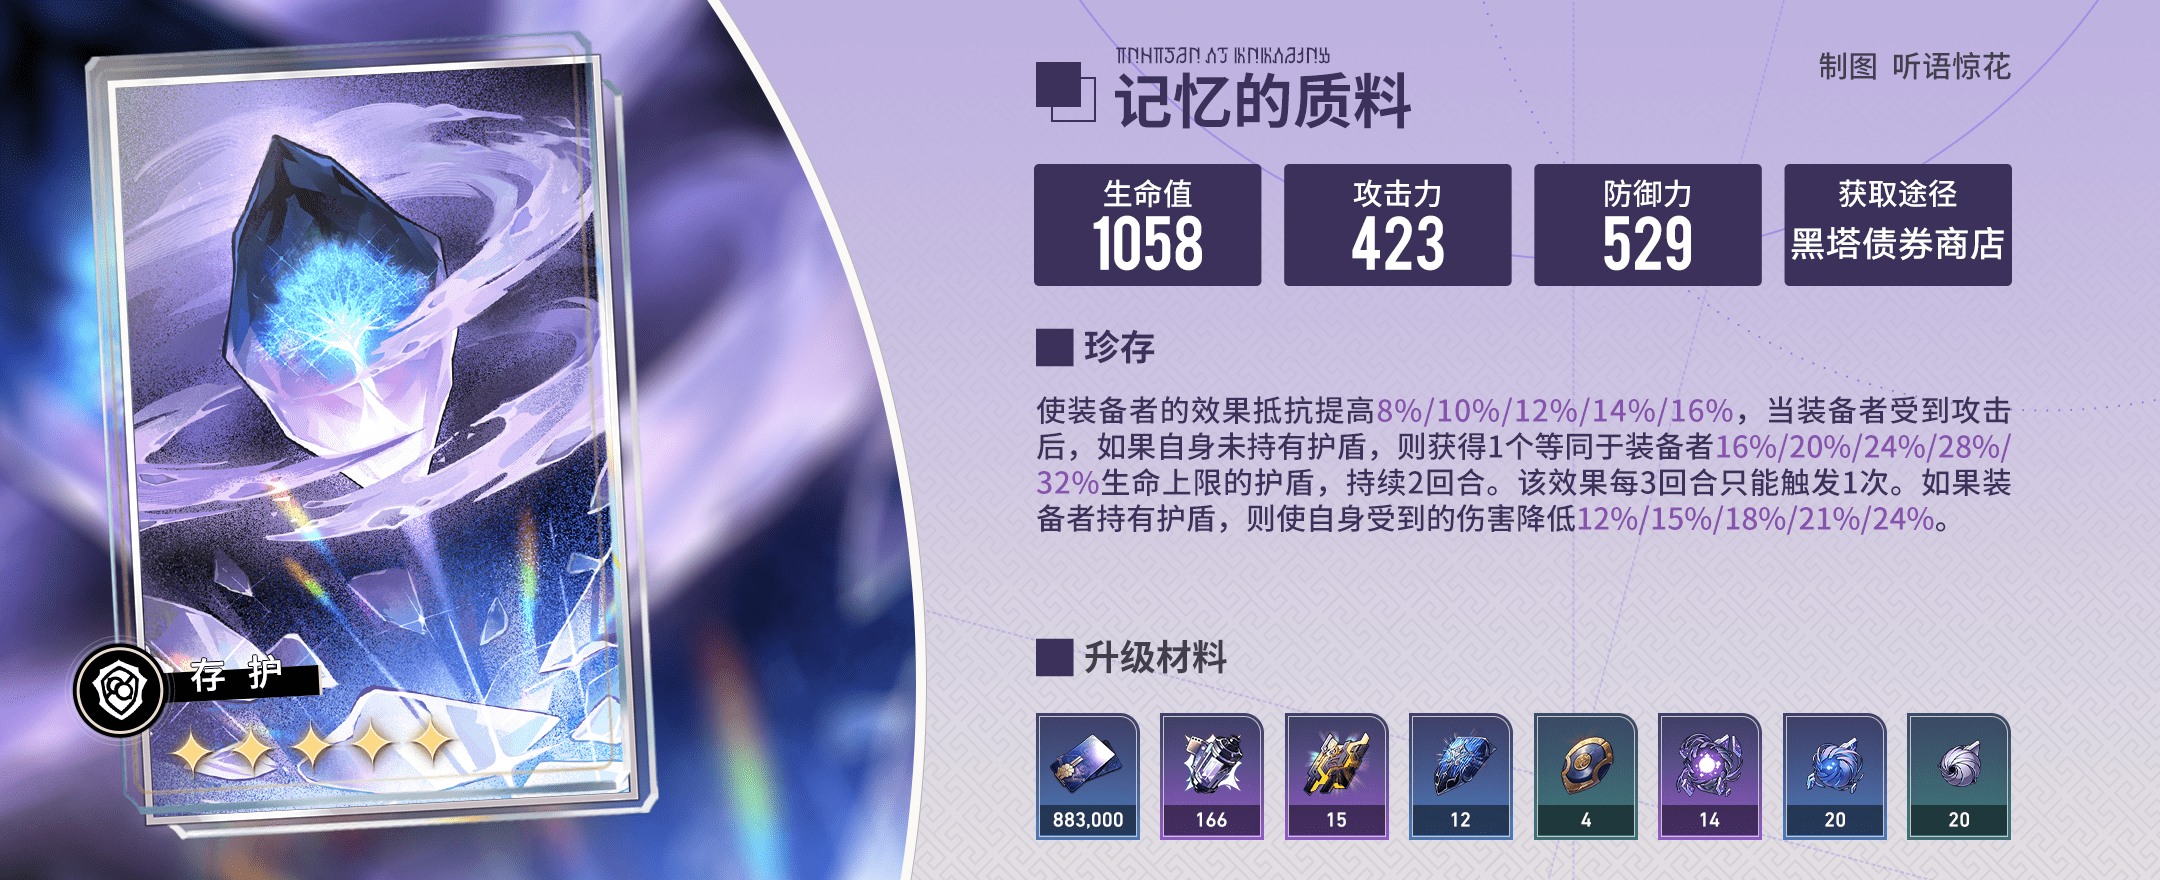 记忆的质料
制图 听语惊花
生命值
1058
攻击力
423
防御力
529
获取途径
黑塔债券商店
珍存
使装备者的效果抵抗提高8%/10%/12%/14%/16%，当装备者受到攻击
后，如果自身未持有护盾，则获得1个等同于装备者16%/20%/24%/28%/
32%生命上限的护盾，持续2回合。该效果每3回合只能触发1次。如果装
备者持有护盾，则使自身受到的伤害降低12%/15%/18%/21%/24%。
存 护
升级材料
883,000
166
15
12
4
14
20
20